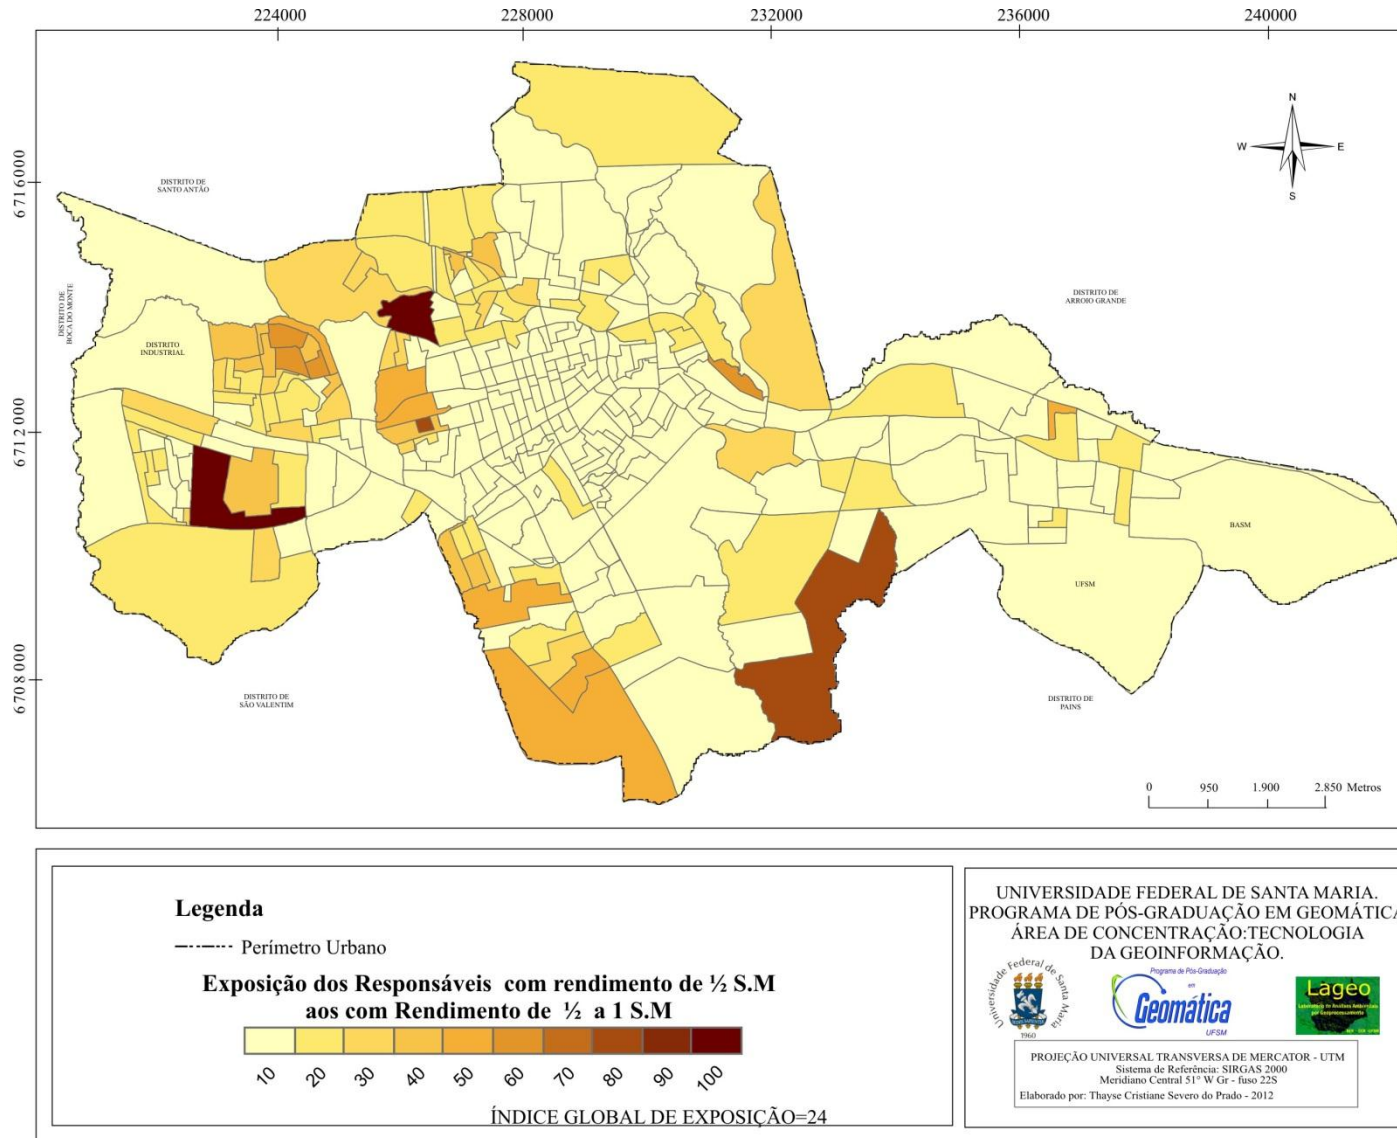 224000
228000
232000
236000
240000
6716000
6712000
6708000
N
W
E
S
DISTRITO DE
SANTO ANTÃO
DISTRITO DE
BOCA DO MONTE
DISTRITO
INDUSTRIAL
DISTRITO DE
ARROIO GRANDE
BASM
UFSM
DISTRITO DE
SÃO VALENTIM
DISTRITO DE
PAINS
0 950 1.900 2.850 Metros
Legenda
Perímetro Urbano
Exposição dos Responsáveis com rendimento de ½ S.M
aos com Rendimento de ½ a 1 S.M
10 20 30 40 50 60 70 80 90 100
ÍNDICE GLOBAL DE EXPOSIÇÃO=24
UNIVERSIDADE FEDERAL DE SANTA MARIA.
PROGRAMA DE PÓS-GRADUAÇÃO EM GEOMÁTICA
ÁREA DE CONCENTRAÇÃO:TECNOLOGIA
DA GEOINFORMAÇÃO.
Universidade Federal de Santa Maria
1960
Programa de Pós-Graduação
em
Geomática
UFSM
Lageo
PROJEÇÃO UNIVERSAL TRANSVERSA DE MERCATOR - UTM
Sistema de Referência: SIRGAS 2000
Meridiano Central 51° W Gr - fuso 22S
Elaborado por: Thayse Cristiane Severo do Prado - 2012